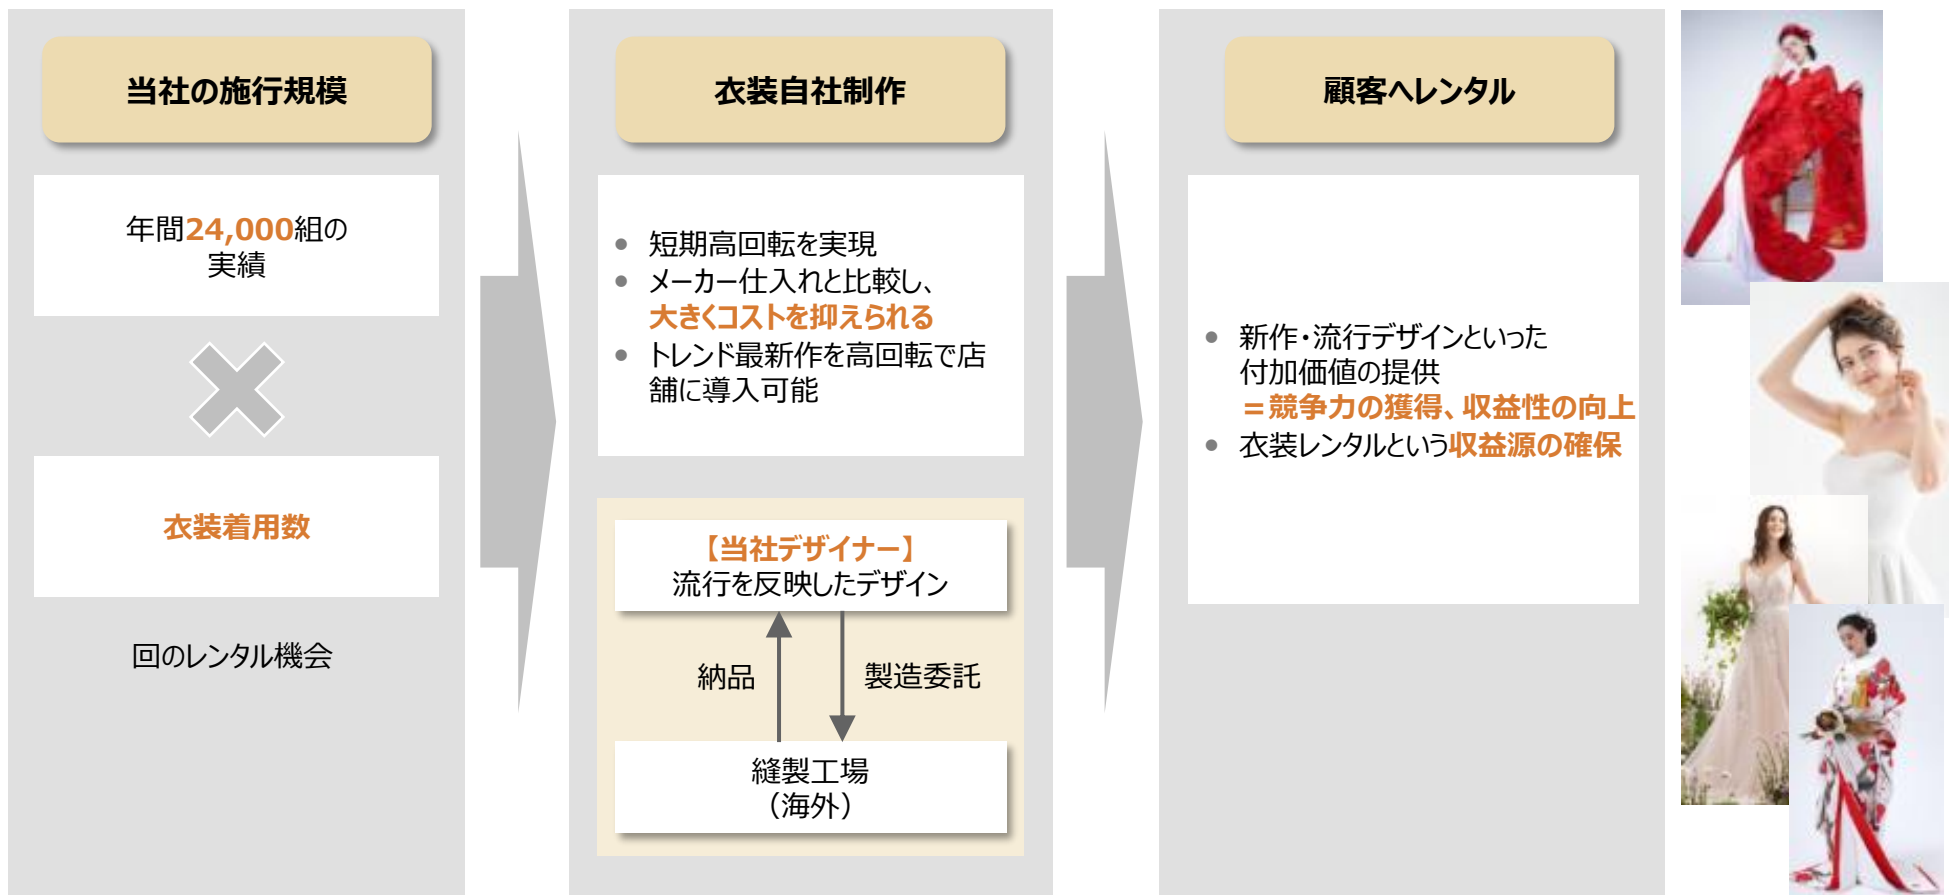 当社の施行規模
年間24,000組の
実績
衣装着用数
回のレンタル機会
衣装自社制作
● 短期高回転を実現
● メーカー仕入れと比較し、
大きくコストを抑えられる
● トレンド最新作を高回転で店
舗に導入可能
【当社デザイナー】
流行を反映したデザイン
納品
製造委託
縫製工場
（海外）
顧客へレンタル
● 新作・流行デザインといった
付加価値の提供
＝競争力の獲得、収益性の向上
● 衣装レンタルという収益源の確保